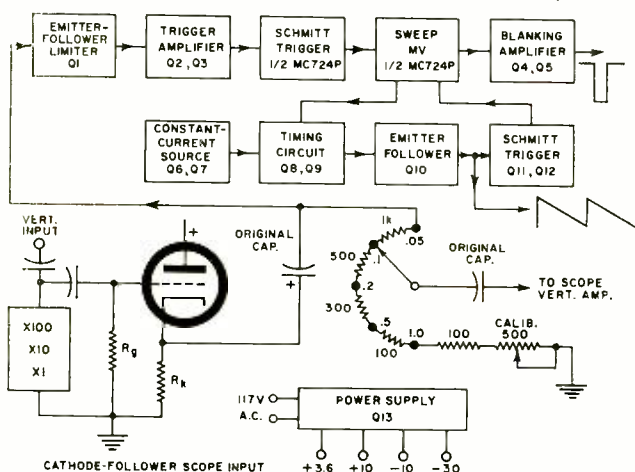 EMITTER-
FOLLOWER
LIMITER
Q1
TRIGGER
AMPLIFIER
Q2, Q3
SCHMITT
TRIGGER
1/2 MC724P
SWEEP
MV
1/2 MC724P
BLANKING
AMPLIFIER
Q4, Q5
CONSTANT-
CURRENT
SOURCE
Q6, Q7
TIMING
CIRCUIT
Q8, Q9
EMITTER
FOLLOWER
Q10
SCHMITT
TRIGGER
Q11, Q12
VERT.
INPUT
+
ORIGINAL
CAP.
+
X100
X10
X1
Rg
Rk
1k
.05
500
.1
.2
300
.5
100
1.0
100
CALIB.
500
ORIGINAL
CAP.
TO SCOPE
VERT. AMP.
117V
A.C.
POWER SUPPLY
Q13
+3.6
+10
-10
-30
CATHODE-FOLLOWER SCOPE INPUT